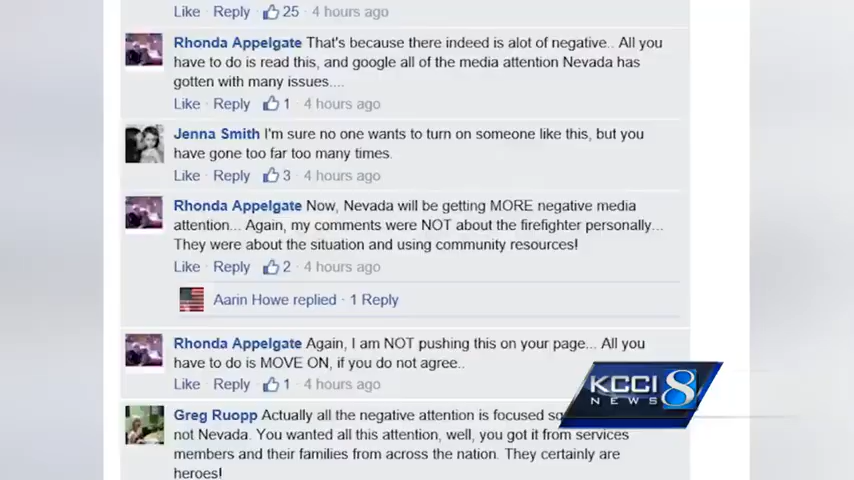 Like · Reply · 25 · 4 hours ago
Rhonda Appelgate That's because there indeed is alot of negative.. All you
have to do is read this, and google all of the media attention Nevada has
gotten with many issues....
Like · Reply · 1 · 4 hours ago
Jenna Smith I'm sure no one wants to turn on someone like this, but you
have gone too far too many times.
Like · Reply · 3 · 4 hours ago
Rhonda Appelgate Now, Nevada will be getting MORE negative media
attention... Again, my comments were NOT about the firefighter personally...
They were about the situation and using community resources!
Like · Reply · 2 · 4 hours ago
Aarin Howe replied · 1 Reply
Rhonda Appelgate Again, I am NOT pushing this on your page... All you
have to do is MOVE ON, if you do not agree..
Like · Reply · 1 · 4 hours ago
KCCI 8
NEWS
Greg Ruopp Actually all the negative attention is focused
not Nevada. You wanted all this attention, well, you got it from services
members and their families from across the nation. They certainly are
heroes!